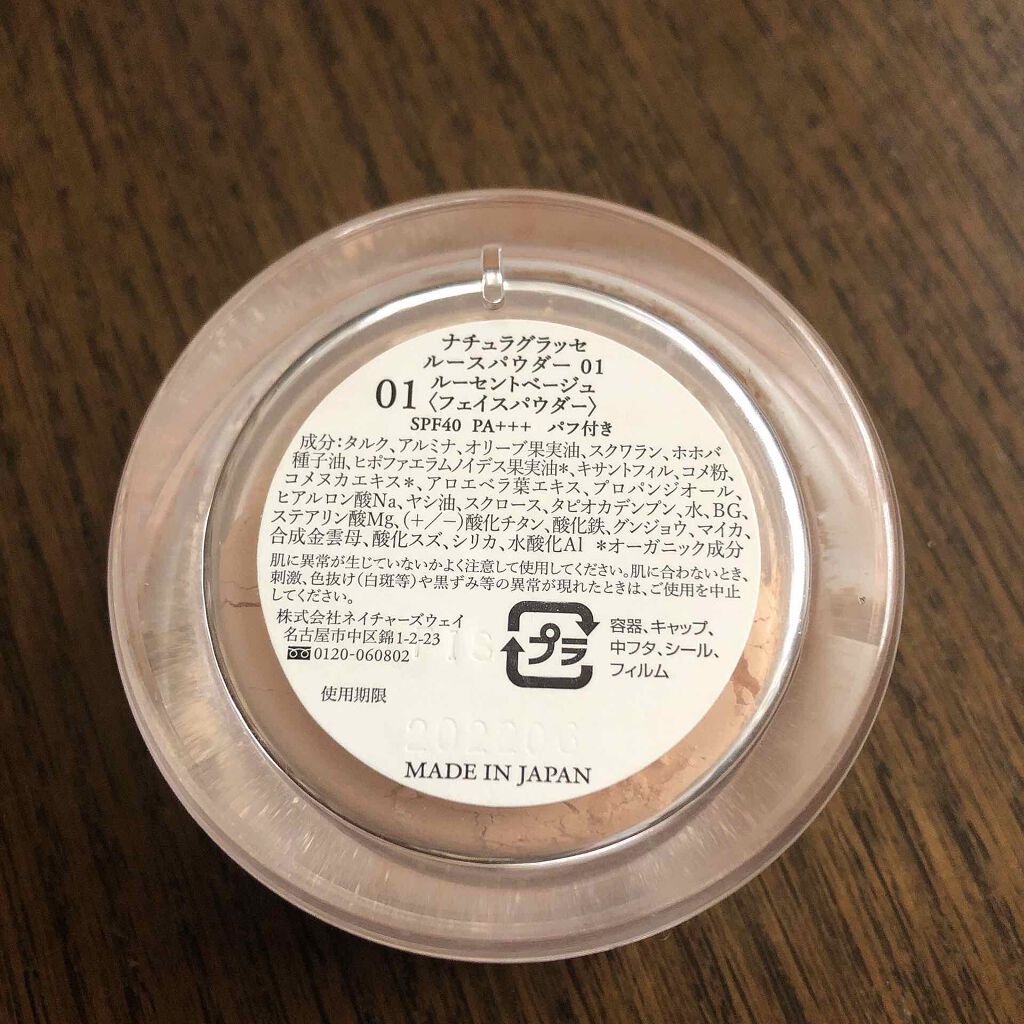 ナチュラグラッセ
ルースパウダー 01
01 ルーセントベージュ
〈フェイスパウダー〉
SPF40 PA+++ パフ付き
成分:タルク、アルミナ、オリーブ果実油、スクワラン、ホホバ
種子油、ヒポファエラムノイデス果実油*、キサントフィル、コメ粉、
コメヌカエキス*、アロエベラ葉エキス、プロパンジオール、
ヒアルロン酸Na、ヤシ油、スクロース、タピオカデンプン、水、BG、
ステアリン酸Mg、(+/−)酸化チタン、酸化鉄、グンジョウ、マイカ、
合成金雲母、酸化スズ、シリカ、水酸化Al *オーガニック成分
肌に異常が生じていないかよく注意して使用してください。肌に合わないとき、
刺激、色抜け(白斑等)や黒ずみ等の異常が現れたときは、ご使用を中止
してください。
株式会社ネイチャーズウェイ
名古屋市中区錦1-2-23
0120-060802
プラ
容器、キャップ、
中フタ、シール、
フィルム
使用期限
202206
MADE IN JAPAN